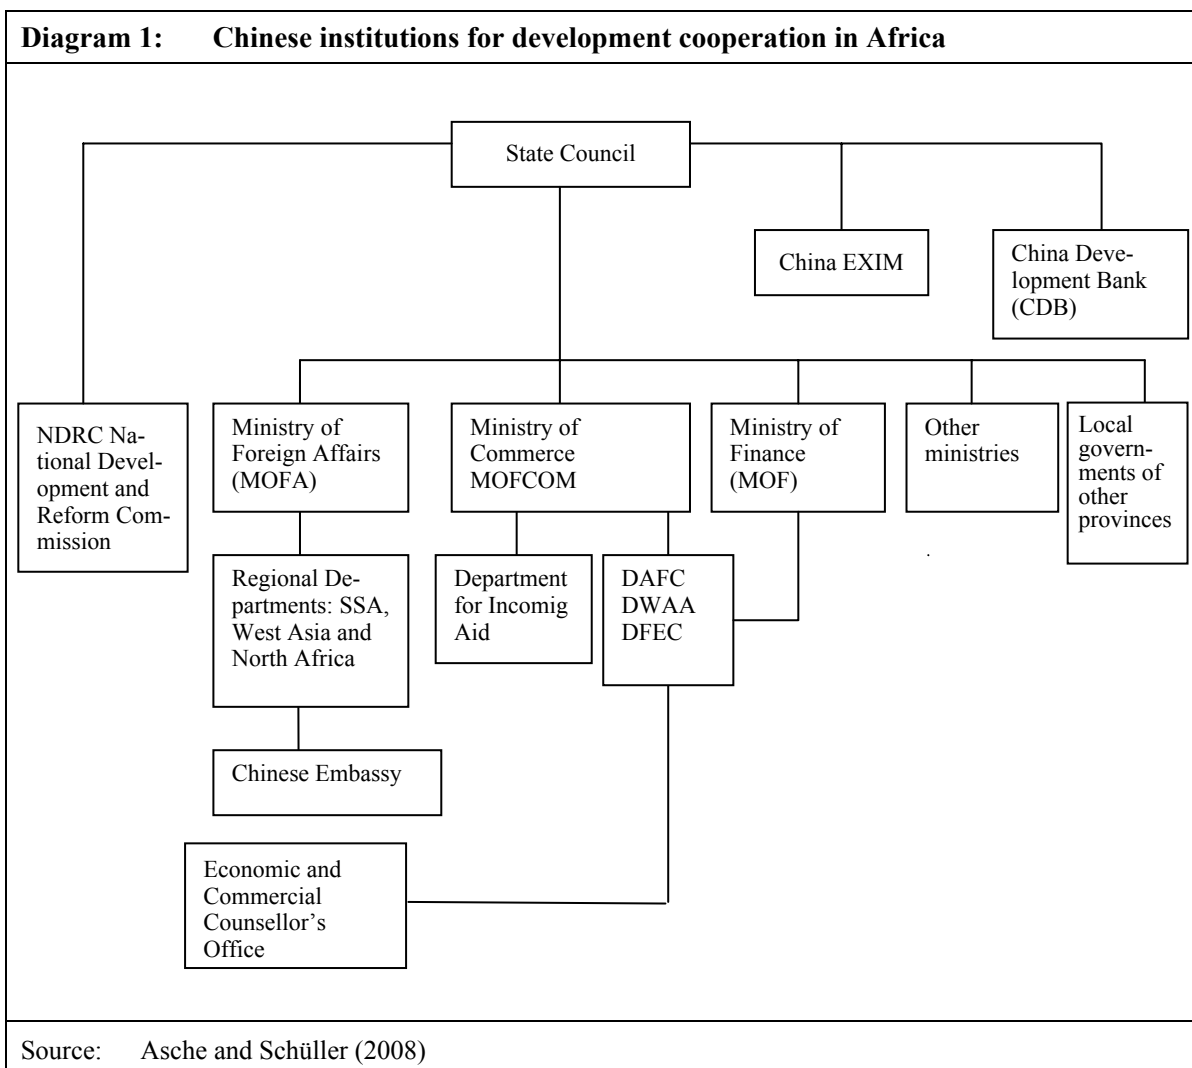 Diagram 1: Chinese institutions for development cooperation in Africa
State Council
China EXIM
China Deve-
lopment Bank
(CDB)
NDRC Na-
tional Devel-
opment and
Reform Com-
mission
Ministry of
Foreign Affairs
(MOFA)
Ministry of
Commerce
MOFCOM
Ministry of
Finance
(MOF)
Other
ministries
Local
govern-
ments of
other
provinces
Regional De-
partments: SSA,
West Asia and
North Africa
Department
for Incomig
Aid
DAFC
DWAA
DFEC
.
Chinese Embassy
Economic and
Commercial
Counsellor’s
Office
Source: Asche and Schüller (2008)